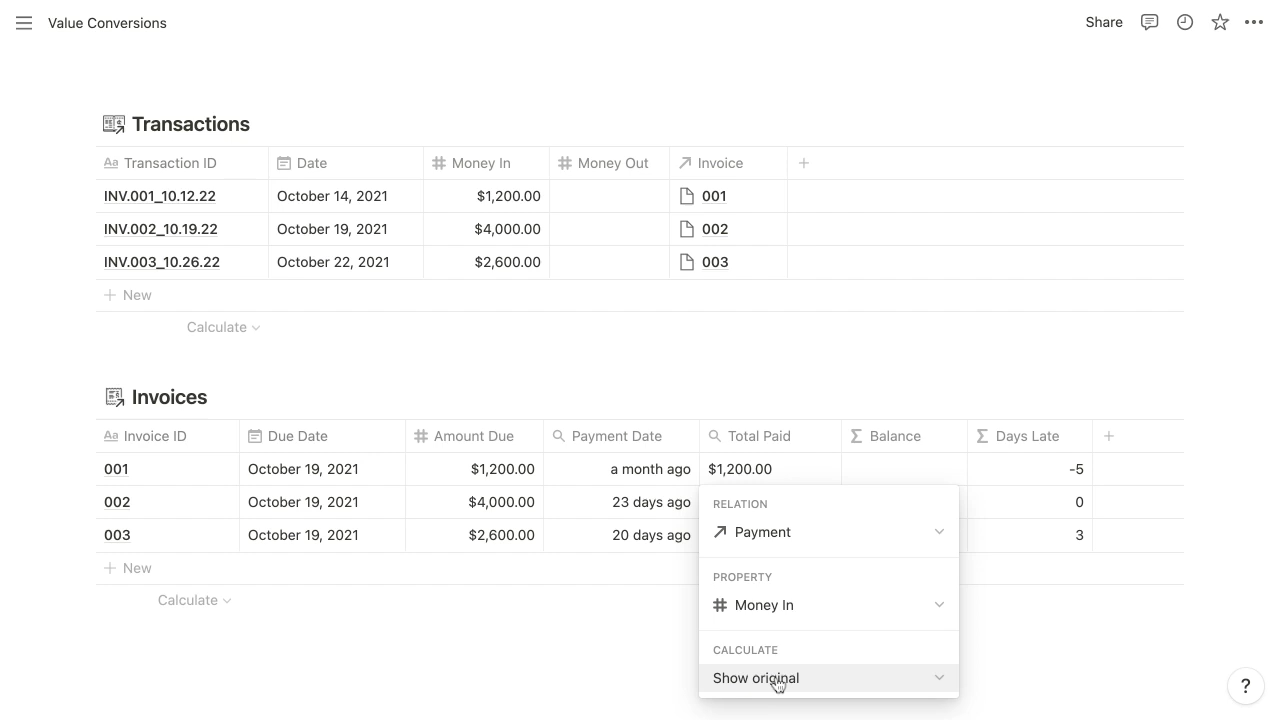 Value Conversions
Share
Transactions
Aa Transaction ID Date # Money In # Money Out Invoice
INV.001_10.12.22 October 14, 2021 $1,200.00 001
INV.002_10.19.22 October 19, 2021 $4,000.00 002
INV.003_10.26.22 October 22, 2021 $2,600.00 003
+ New
Calculate
Invoices
Aa Invoice ID Due Date # Amount Due Payment Date Total Paid Σ Balance Σ Days Late +
001 October 19, 2021 $1,200.00 a month ago $1,200.00 -5
002 October 19, 2021 $4,000.00 23 days ago 0
003 October 19, 2021 $2,600.00 20 days ago 3
+ New
Calculate
RELATION
Payment
PROPERTY
# Money In
CALCULATE
Show original
?